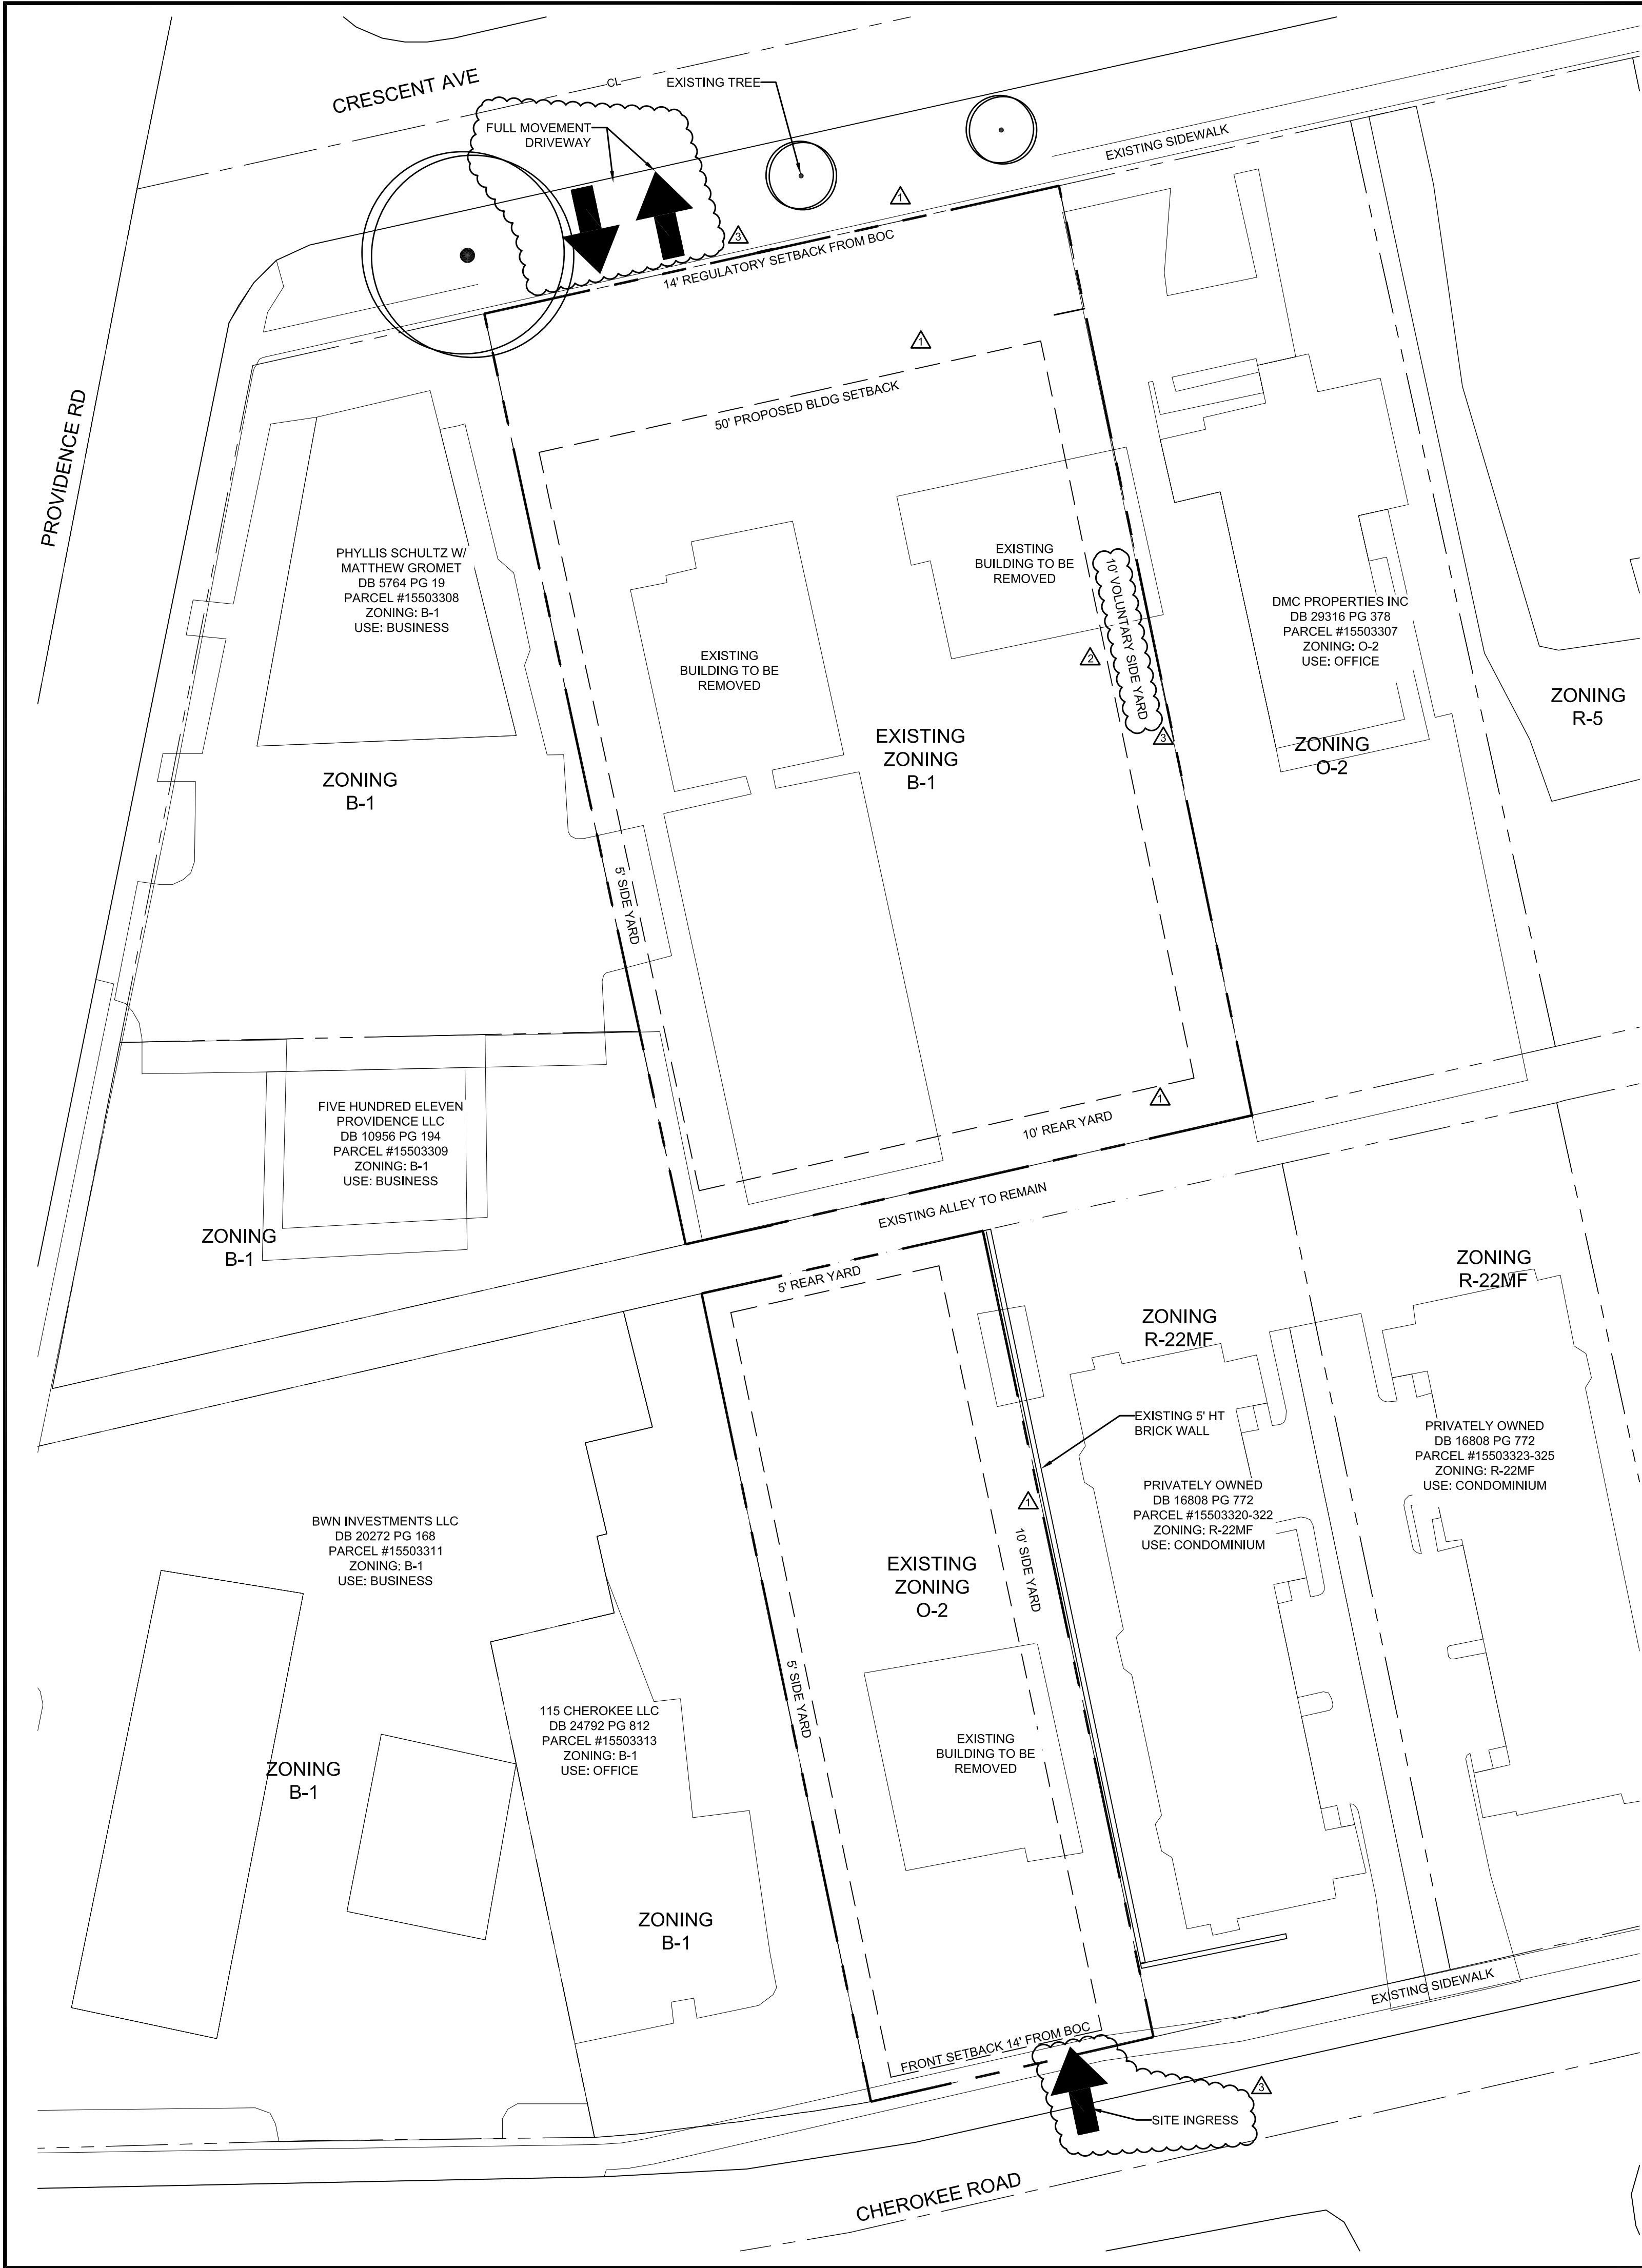 CRESCENT AVE
CL
EXISTING TREE
FULL MOVEMENT
DRIVEWAY
EXISTING SIDEWALK
1
3
14' REGULATORY SETBACK FROM BOC
1
50' PROPOSED BLDG SETBACK
PROVIDENCE RD
PHYLLIS SCHULTZ W/
MATTHEW GROMET
DB 5764 PG 19
PARCEL #15503308
ZONING: B-1
USE: BUSINESS
EXISTING
BUILDING TO BE
REMOVED
EXISTING
BUILDING TO BE
REMOVED
10' VOLUNTARY SIDE YARD
2
3
DMC PROPERTIES INC
DB 29316 PG 378
PARCEL #15503307
ZONING: O-2
USE: OFFICE
ZONING
R-5
ZONING
O-2
EXISTING
ZONING
B-1
ZONING
B-1
5' SIDE YARD
FIVE HUNDRED ELEVEN
PROVIDENCE LLC
DB 10956 PG 194
PARCEL #15503309
ZONING: B-1
USE: BUSINESS
1
10' REAR YARD
EXISTING ALLEY TO REMAIN
ZONING
B-1
5' REAR YARD
ZONING
R-22MF
ZONING
R-22MF
EXISTING 5' HT
BRICK WALL
PRIVATELY OWNED
DB 16808 PG 772
PARCEL #15503323-325
ZONING: R-22MF
USE: CONDOMINIUM
PRIVATELY OWNED
DB 16808 PG 772
PARCEL #15503320-322
ZONING: R-22MF
USE: CONDOMINIUM
1
10' SIDE YARD
BWN INVESTMENTS LLC
DB 20272 PG 168
PARCEL #15503311
ZONING: B-1
USE: BUSINESS
EXISTING
ZONING
O-2
5' SIDE YARD
115 CHEROKEE LLC
DB 24792 PG 812
PARCEL #15503313
ZONING: B-1
USE: OFFICE
EXISTING
BUILDING TO BE
REMOVED
ZONING
B-1
ZONING
B-1
EXISTING SIDEWALK
FRONT SETBACK 14' FROM BOC
3
SITE INGRESS
CHEROKEE ROAD